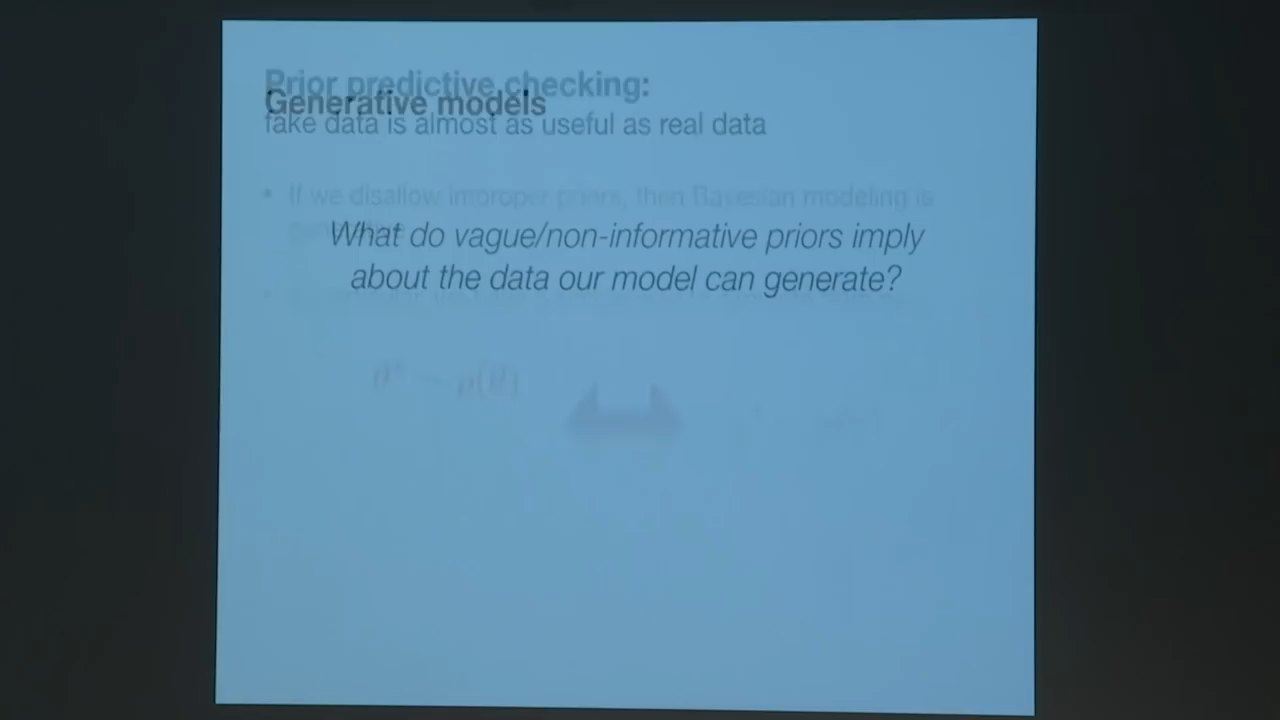 Prior predictive checking:
Generative models
fake data is almost as useful as real data
• If we disallow improper priors, then Bayesian modeling is
What do vague/non-informative priors imply
about the data our model can generate?
θ* ~ p(θ)